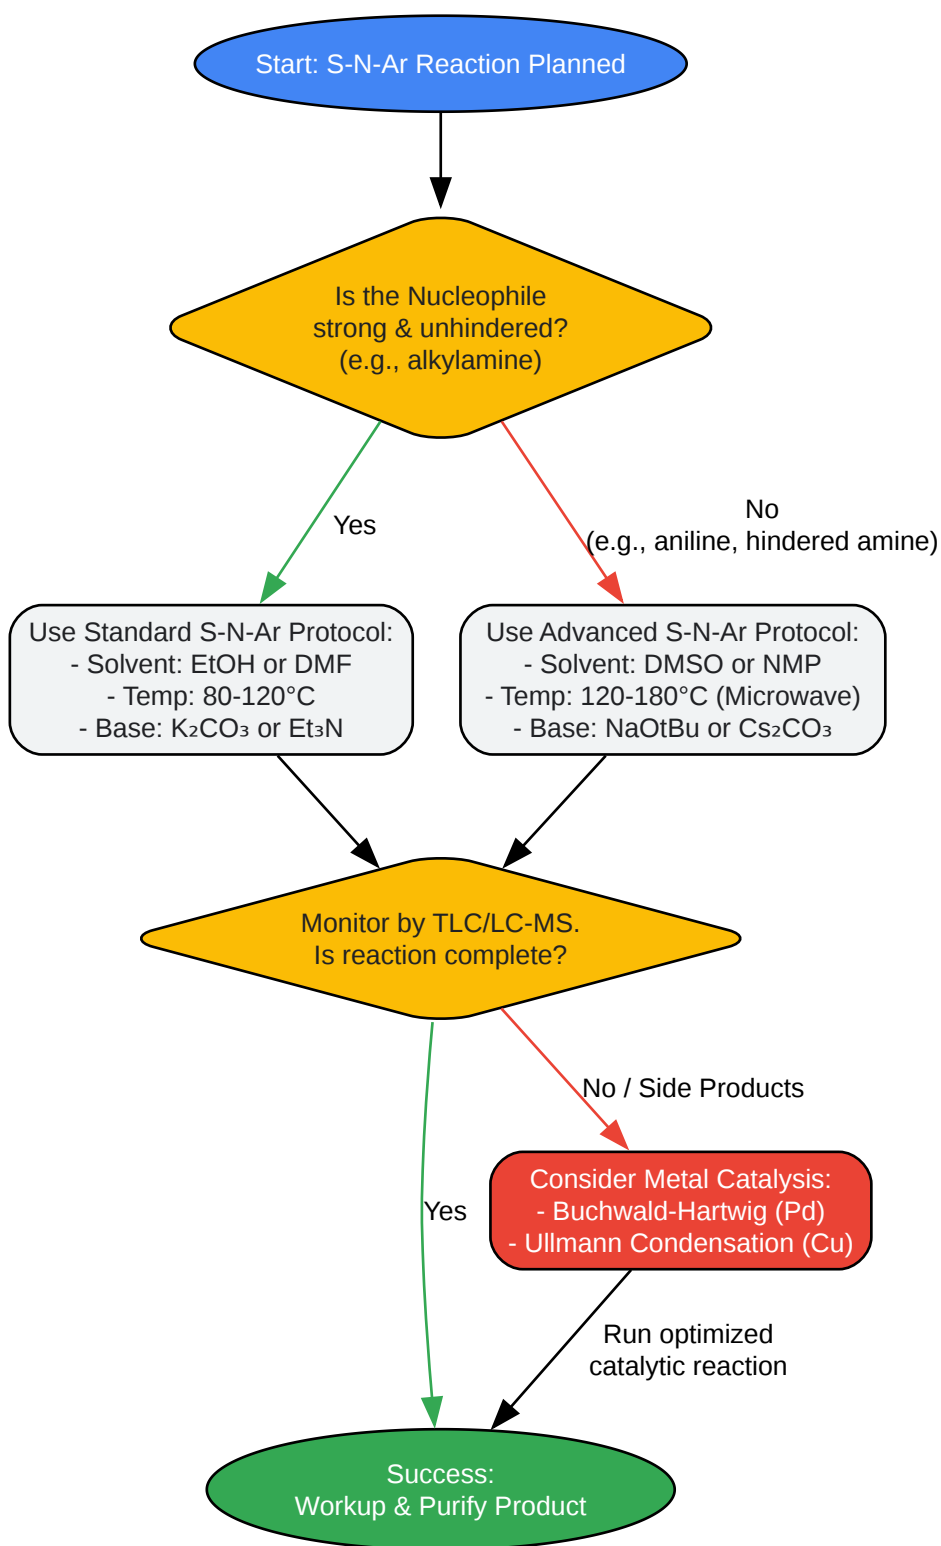 Start: S-N-Ar Reaction Planned
Is the Nucleophile
strong & unhindered?
(e.g., alkylamine)
Yes
No
(e.g., aniline, hindered amine)
Use Standard S-N-Ar Protocol:
- Solvent: EtOH or DMF
- Temp: 80-120°C
- Base: K₂CO₃ or Et₃N
Use Advanced S-N-Ar Protocol:
- Solvent: DMSO or NMP
- Temp: 120-180°C (Microwave)
- Base: NaOtBu or Cs₂CO₃
Monitor by TLC/LC-MS.
Is reaction complete?
No / Side Products
Yes
Consider Metal Catalysis:
- Buchwald-Hartwig (Pd)
- Ullmann Condensation (Cu)
Run optimized
catalytic reaction
Success:
Workup & Purify Product